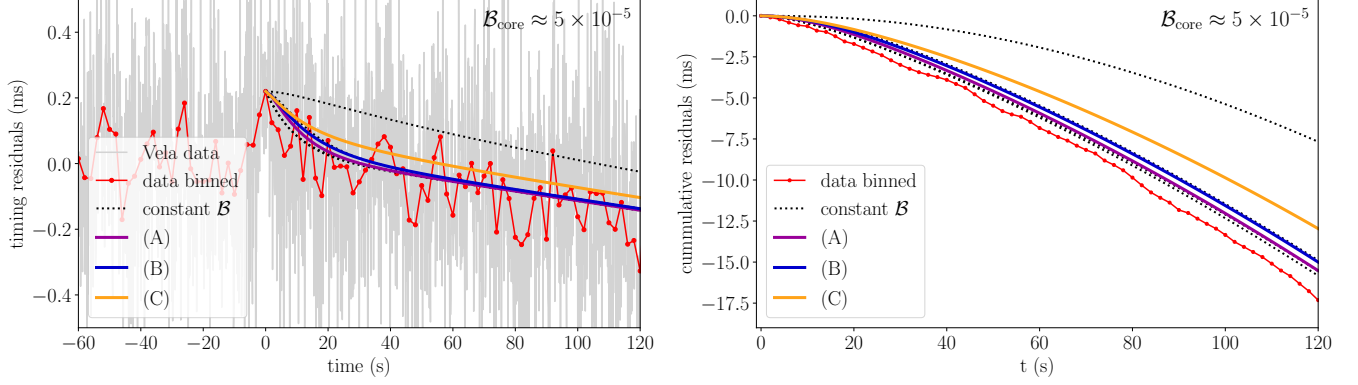 𝓑core ≈ 5 × 10⁻⁵
timing residuals (ms)
0.4
0.2
0.0
−0.2
−0.4
Vela data
data binned
constant 𝓑
(A)
(B)
(C)
−60 −40 −20 0 20 40 60 80 100 120
time (s)
𝓑core ≈ 5 × 10⁻⁵
cummulative residuals (ms)
0.0
−2.5
−5.0
−7.5
−10.0
−12.5
−15.0
−17.5
data binned
constant 𝓑
(A)
(B)
(C)
0 20 40 60 80 100 120
t (s)